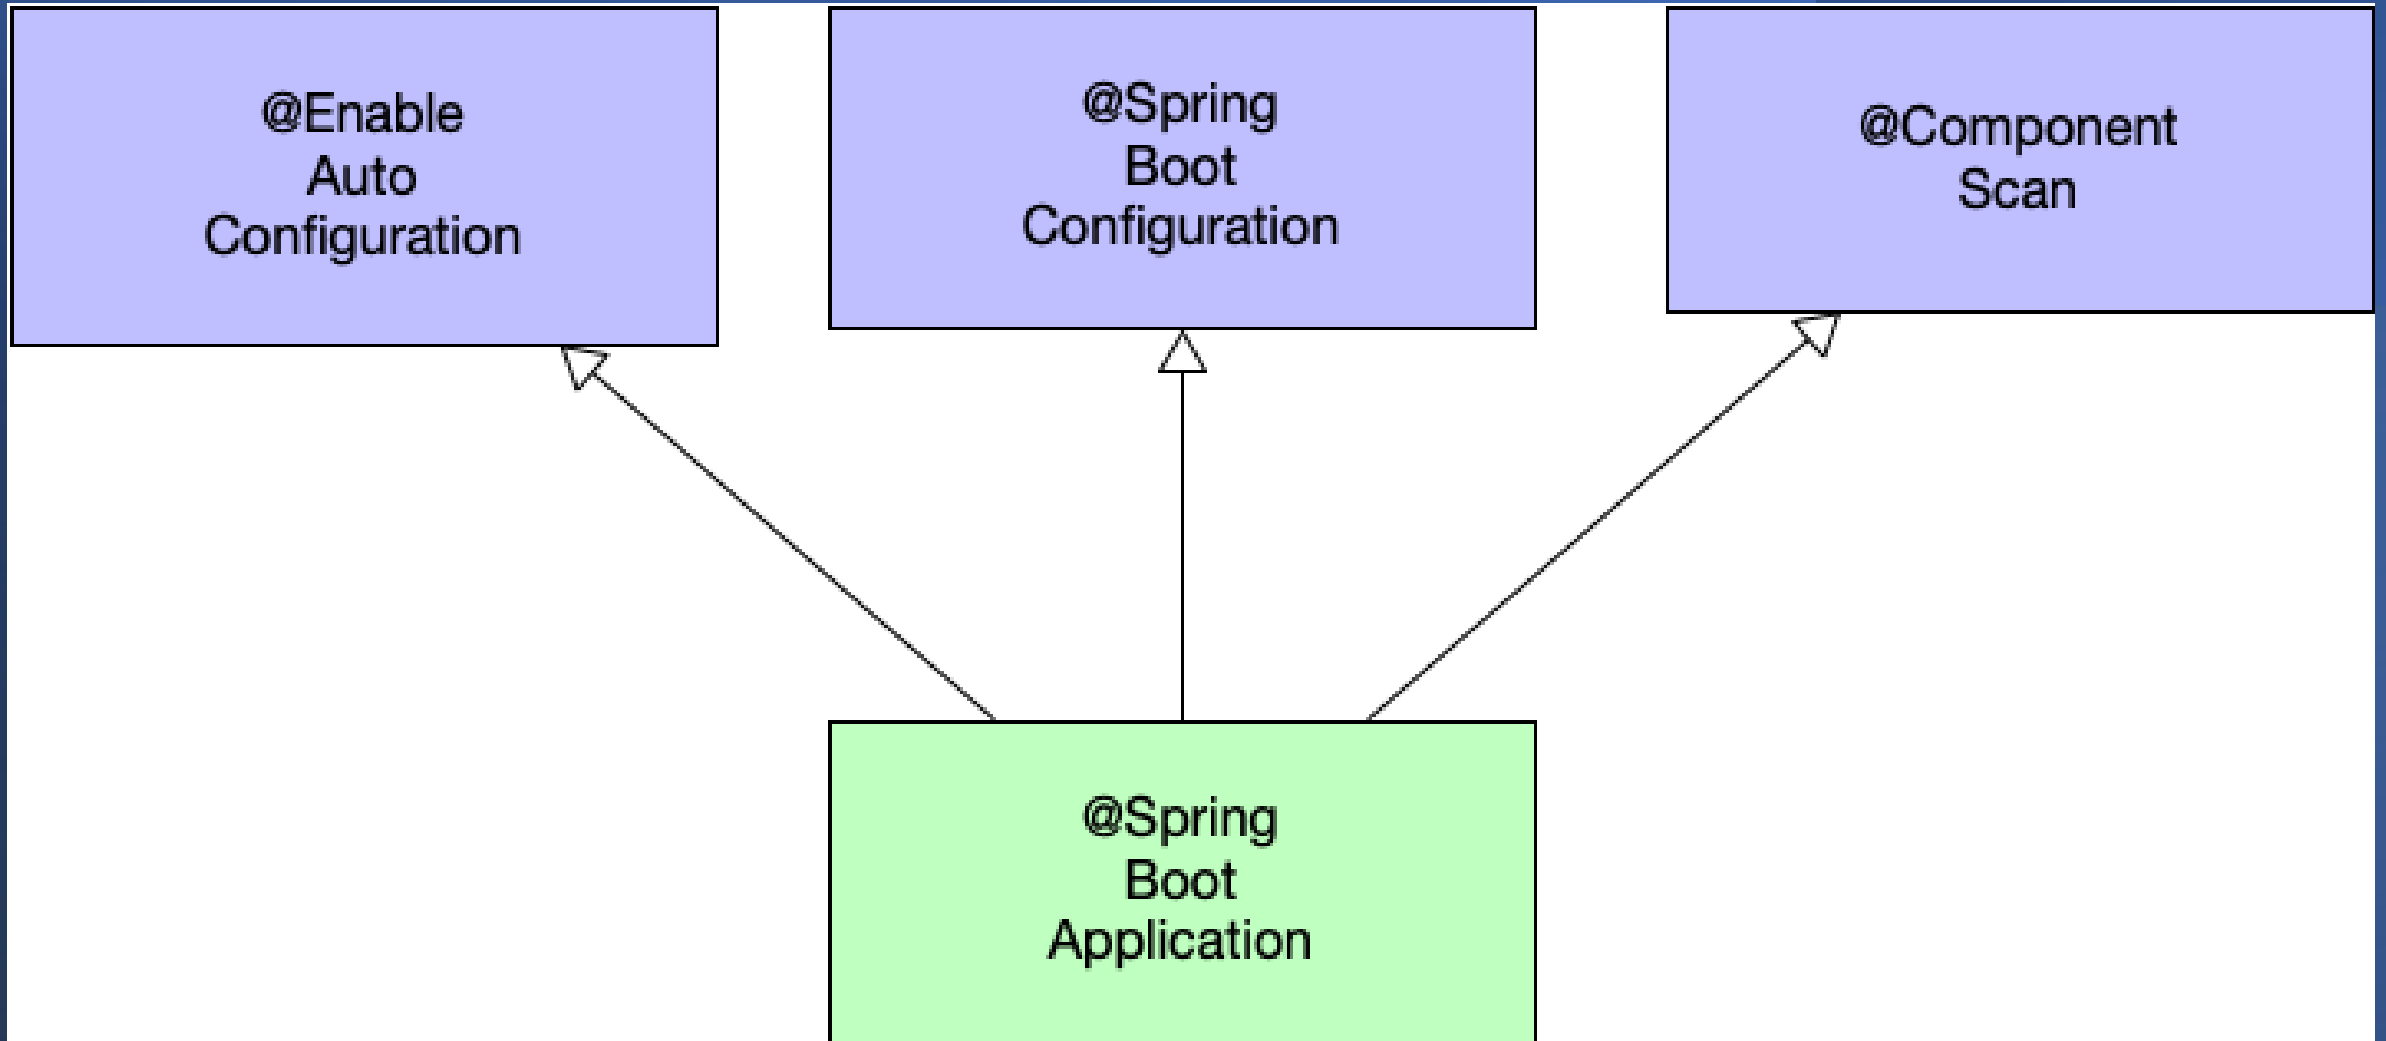 @Enable
Auto
Configuration
@Spring
Boot
Configuration
@Component
Scan
@Spring
Boot
Application